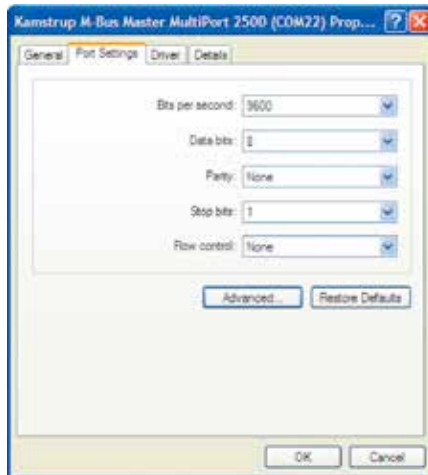 Kamstrup M-Bus Master MultiPort 2500 (COM22) Prop...
General Port Settings Driver Details
Bits per second: 9600
Data bits: 8
Parity: None
Stop bits: 1
Flow control: None
Advanced... Restore Defaults
OK Cancel